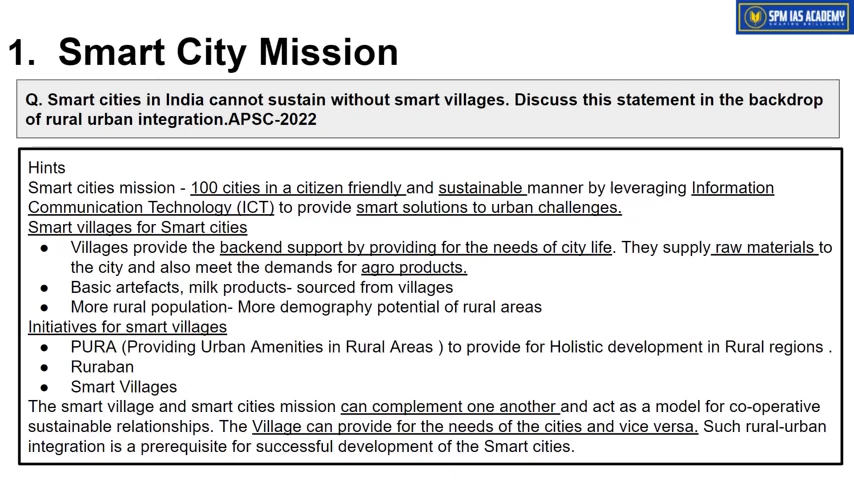 SPM IAS ACADEMY
SHAPING BRILLIANCE
1. Smart City Mission
Q. Smart cities in India cannot sustain without smart villages. Discuss this statement in the backdrop
of rural urban integration.APSC-2022
Hints
Smart cities mission - 100 cities in a citizen friendly and sustainable manner by leveraging Information
Communication Technology (ICT) to provide smart solutions to urban challenges.
Smart villages for Smart cities
● Villages provide the backend support by providing for the needs of city life. They supply raw materials to
the city and also meet the demands for agro products.
● Basic artefacts, milk products- sourced from villages
● More rural population- More demography potential of rural areas
Initiatives for smart villages
● PURA (Providing Urban Amenities in Rural Areas ) to provide for Holistic development in Rural regions .
● Ruraban
● Smart Villages
The smart village and smart cities mission can complement one another and act as a model for co-operative
sustainable relationships. The Village can provide for the needs of the cities and vice versa. Such rural-urban
integration is a prerequisite for successful development of the Smart cities.